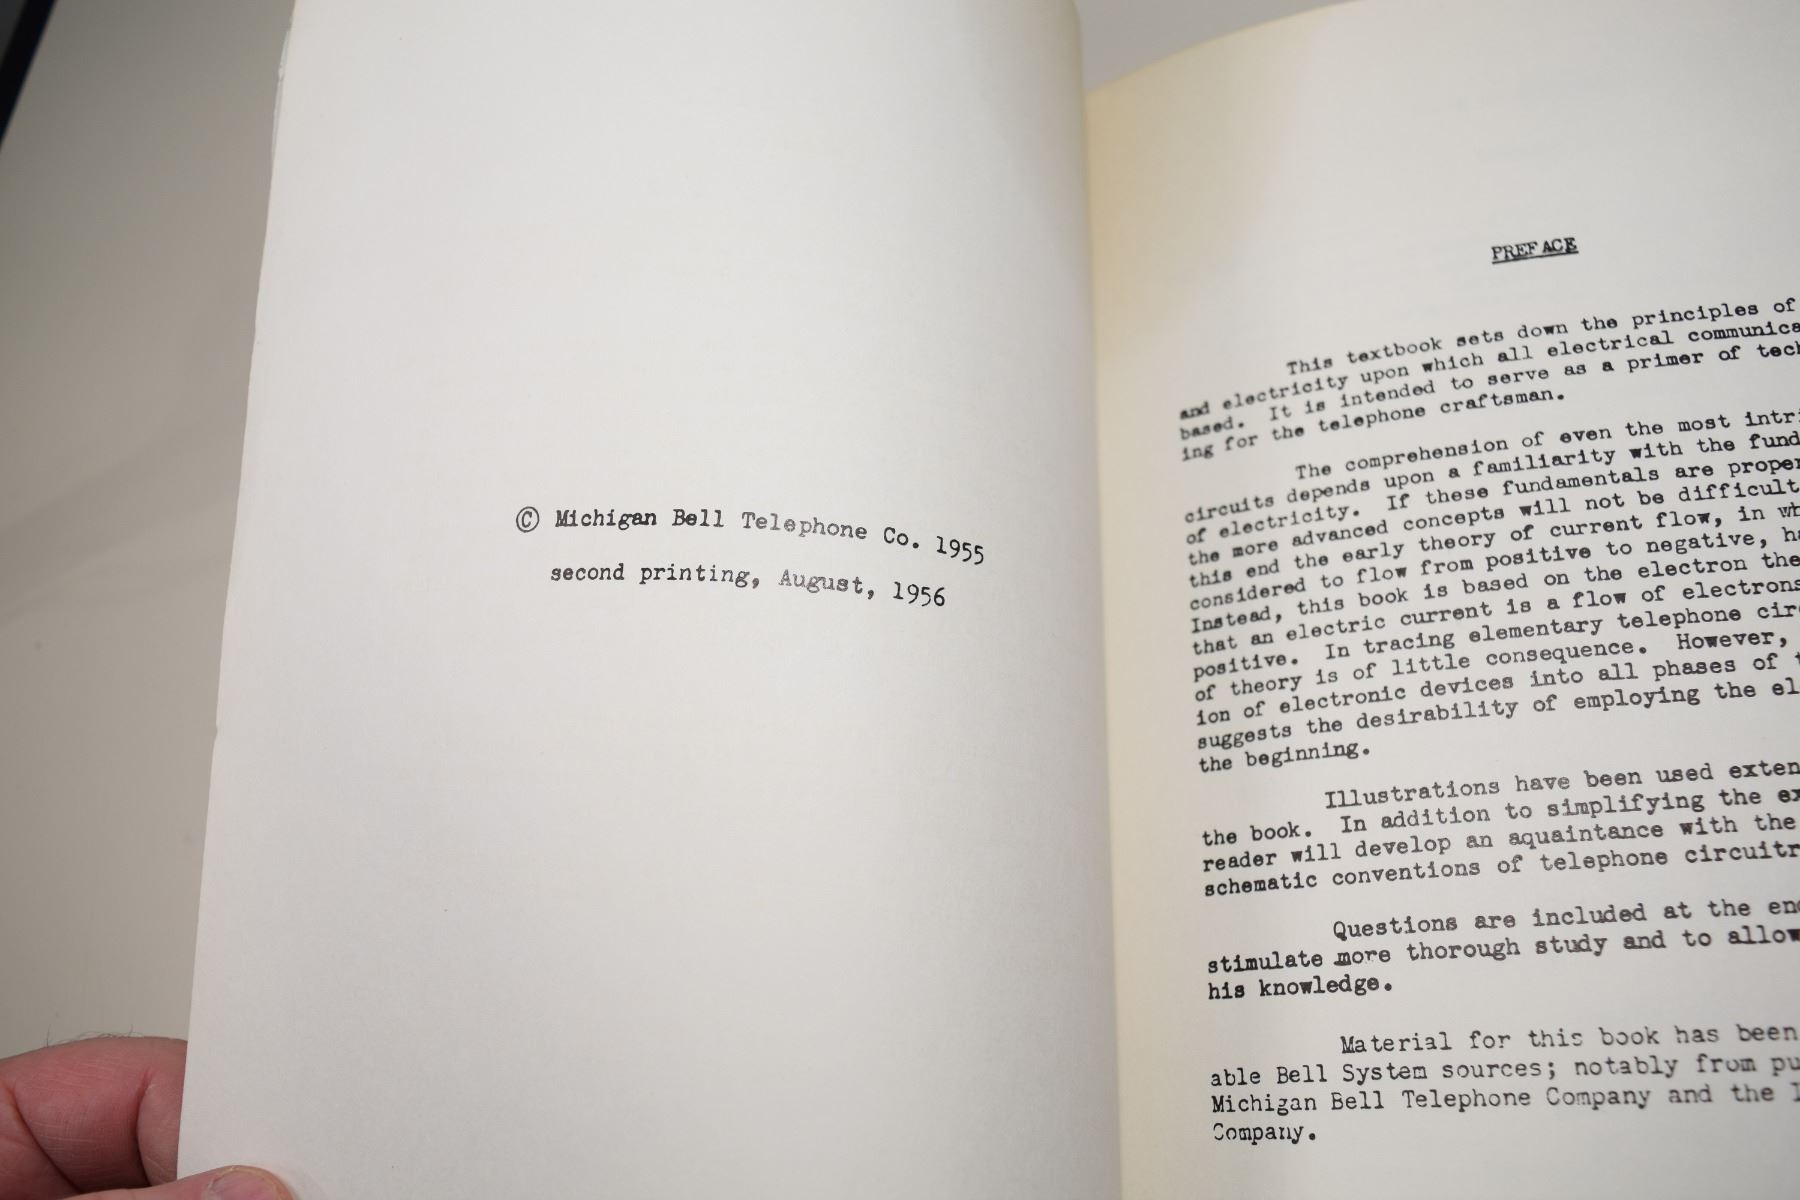 © Michigan Bell Telephone Co. 1955
second printing, August, 1956
PREFACE
This textbook sets down the principles of
and electricity upon which all electrical communica
based. It is intended to serve as a primer of tech
ing for the telephone craftsman.
The comprehension of even the most intri
circuits depends upon a familiarity with the fund
of electricity. If these fundamentals are proper
the more advanced concepts will not be difficult
this end the early theory of current flow, in wh
considered to flow from positive to negative, ha
Instead, this book is based on the electron the
that an electric current is a flow of electrons
positive. In tracing elementary telephone cir
of theory is of little consequence. However,
ion of electronic devices into all phases of t
suggests the desirability of employing the el
the beginning.
Illustrations have been used exten
the book. In addition to simplifying the ex
reader will develop an aquaintance with the
schematic conventions of telephone circuitr
Questions are included at the end
stimulate more thorough study and to allow
his knowledge.
Material for this book has been
able Bell System sources; notably from pu
Michigan Bell Telephone Company and the
Company.